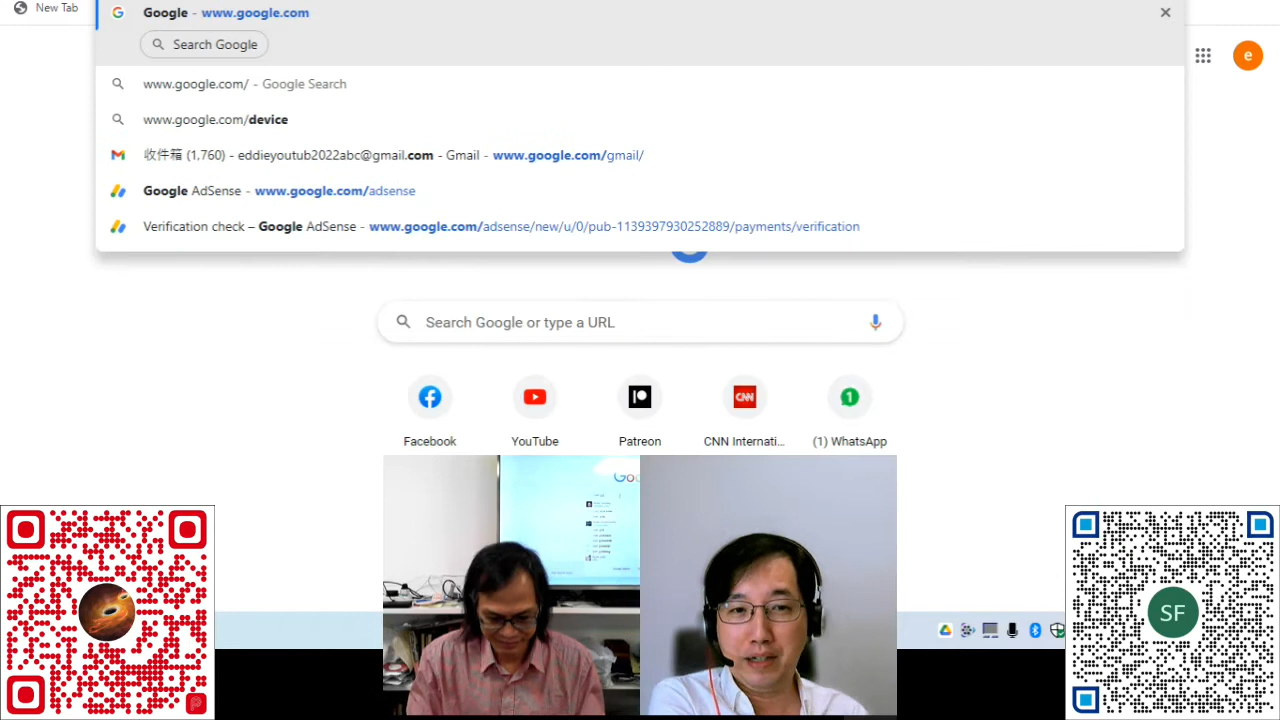 New Tab
Google - www.google.com
Search Google
www.google.com/ - Google Search
www.google.com/device
收件箱 (1,760) - eddieyoutub2022abc@gmail.com - Gmail - www.google.com/gmail/
Google AdSense - www.google.com/adsense
Verification check – Google AdSense - www.google.com/adsense/new/u/0/pub-1139397930252889/payments/verification
e
Search Google or type a URL
CNN
1
Facebook
YouTube
Patreon
CNN Internati...
(1) WhatsApp
Goo
SF